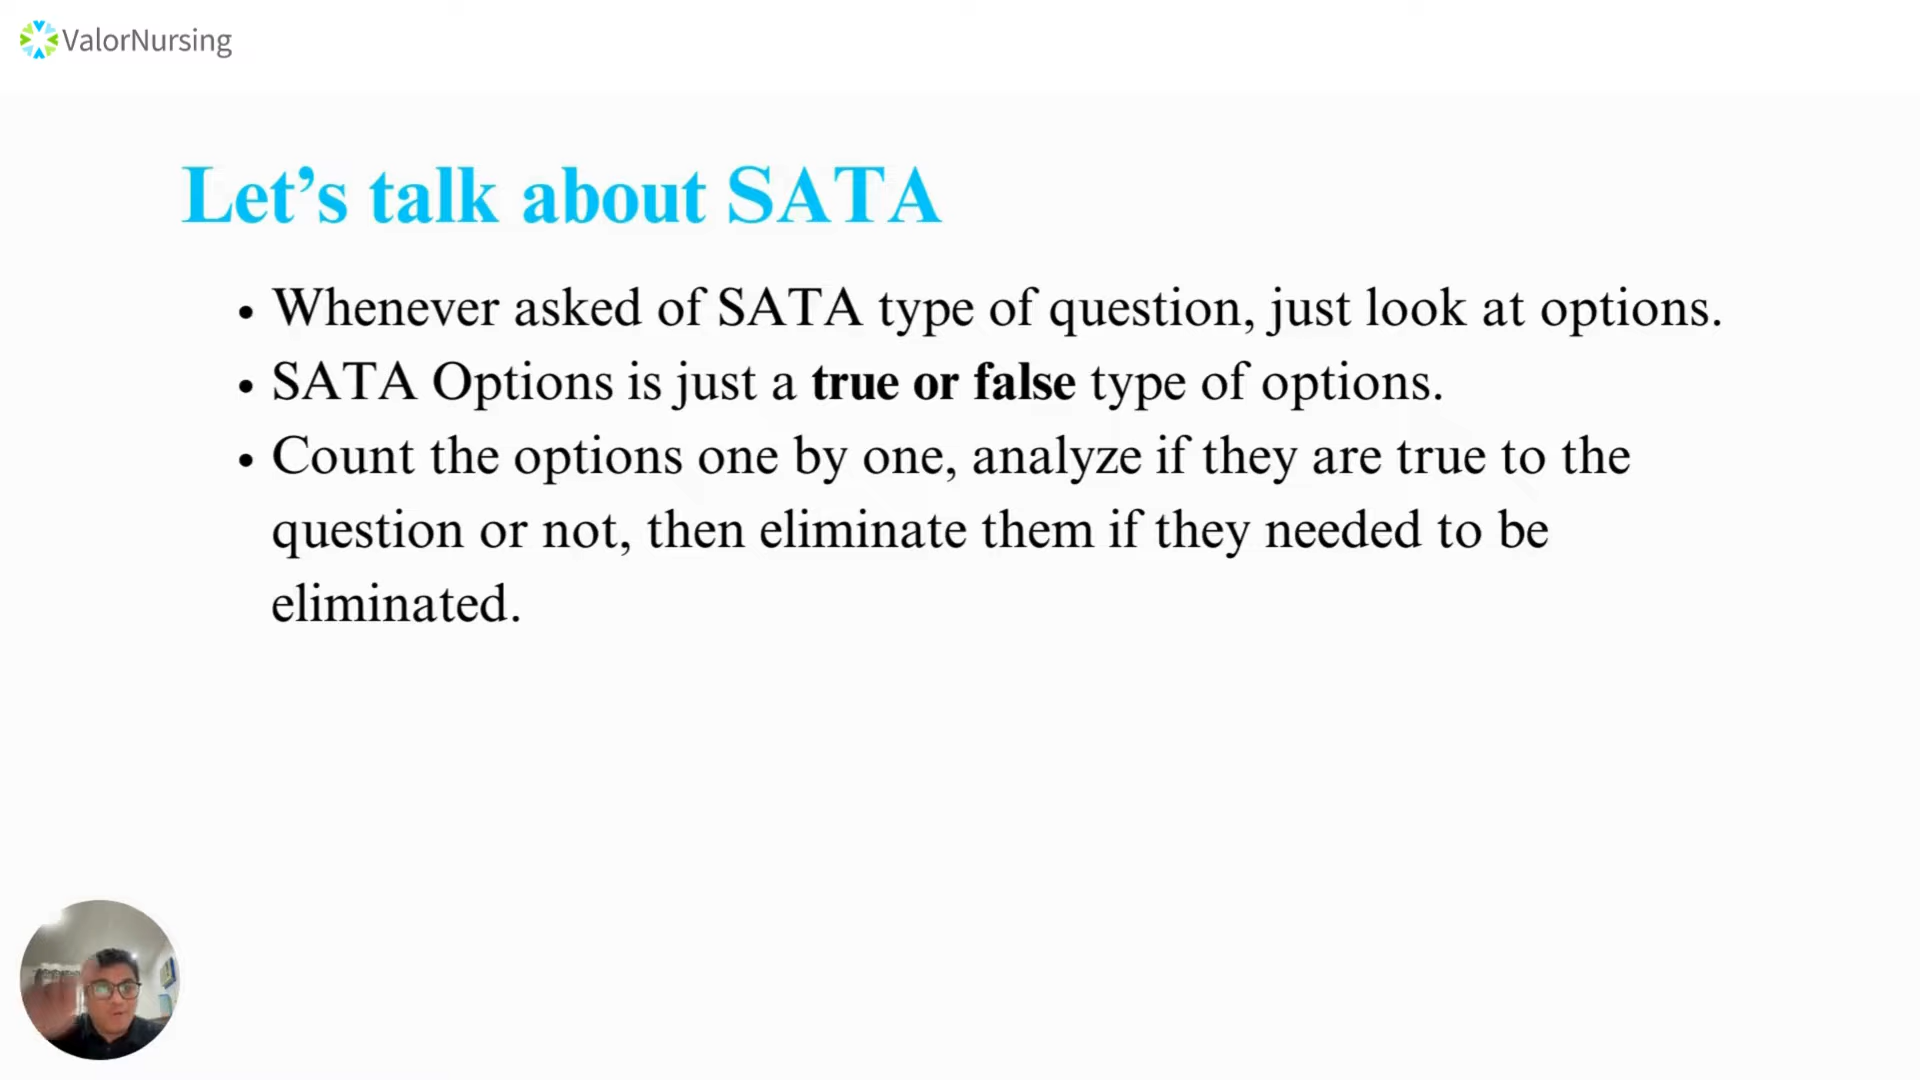 ValorNursing
Let’s talk about SATA
• Whenever asked of SATA type of question, just look at options.
• SATA Options is just a true or false type of options.
• Count the options one by one, analyze if they are true to the
question or not, then eliminate them if they needed to be
eliminated.